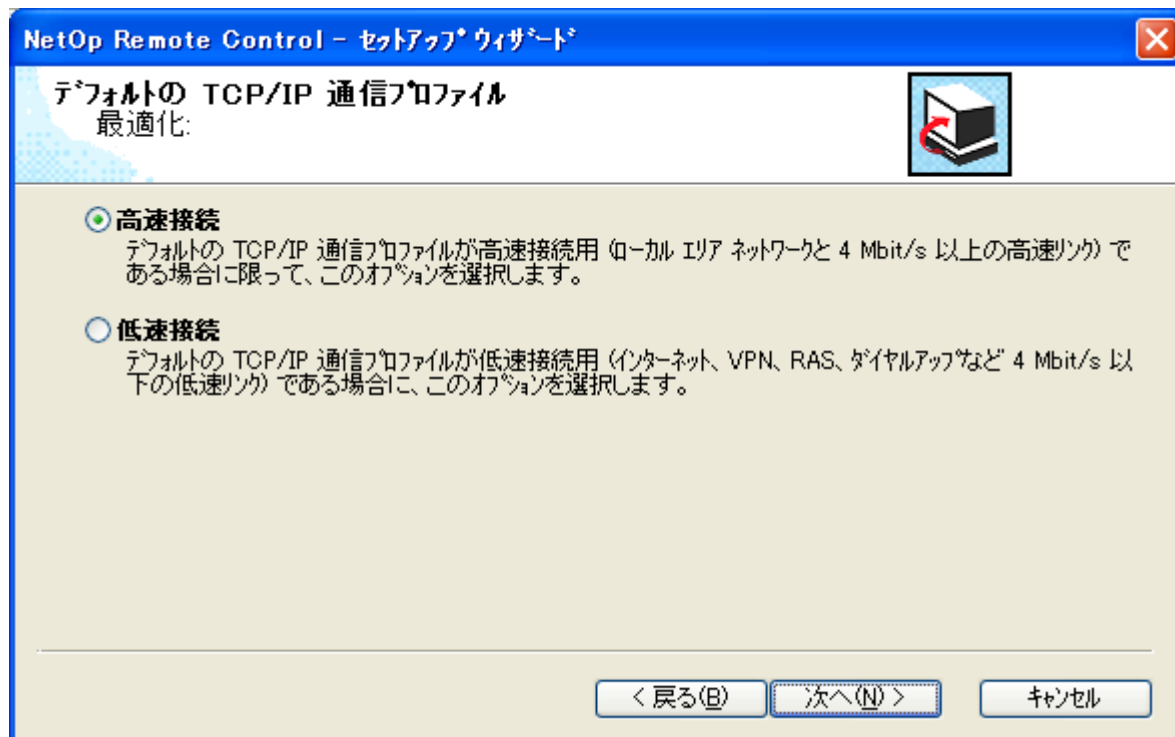 NetOp Remote Control - セットアップ ウィザード
デフォルトの TCP/IP 通信プロファイル
最適化:
高速接続
デフォルトの TCP/IP 通信プロファイルが高速接続用 (ローカル エリア ネットワークと 4 Mbit/s 以上の高速リンク) で
ある場合に限って、このオプションを選択します。
低速接続
デフォルトの TCP/IP 通信プロファイルが低速接続用 (インターネット、VPN、RAS、ダイヤルアップなど 4 Mbit/s 以
下の低速リンク) である場合に、このオプションを選択します。
< 戻る(B)
次へ(N) >
キャンセル